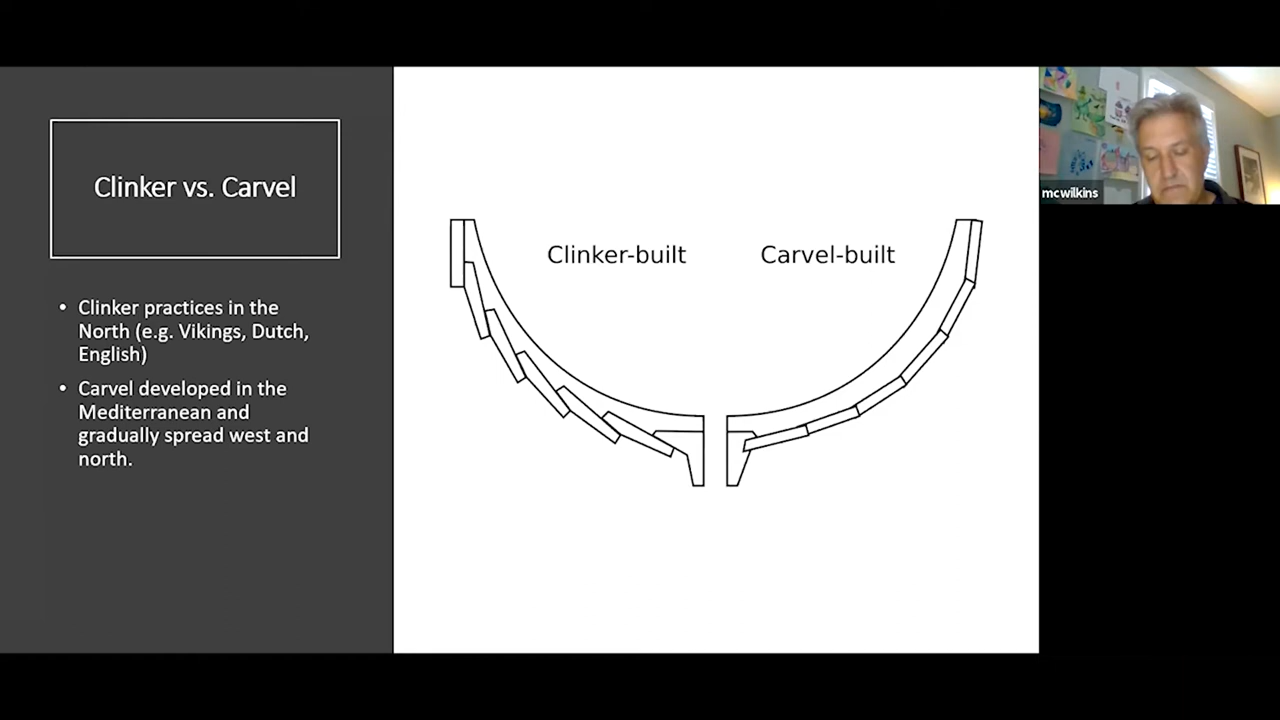 Clinker vs. Carvel
• Clinker practices in the
North (e.g. Vikings, Dutch,
English)
• Carvel developed in the
Mediterranean and
gradually spread west and
north.
Clinker-built
Carvel-built
mcwilkins